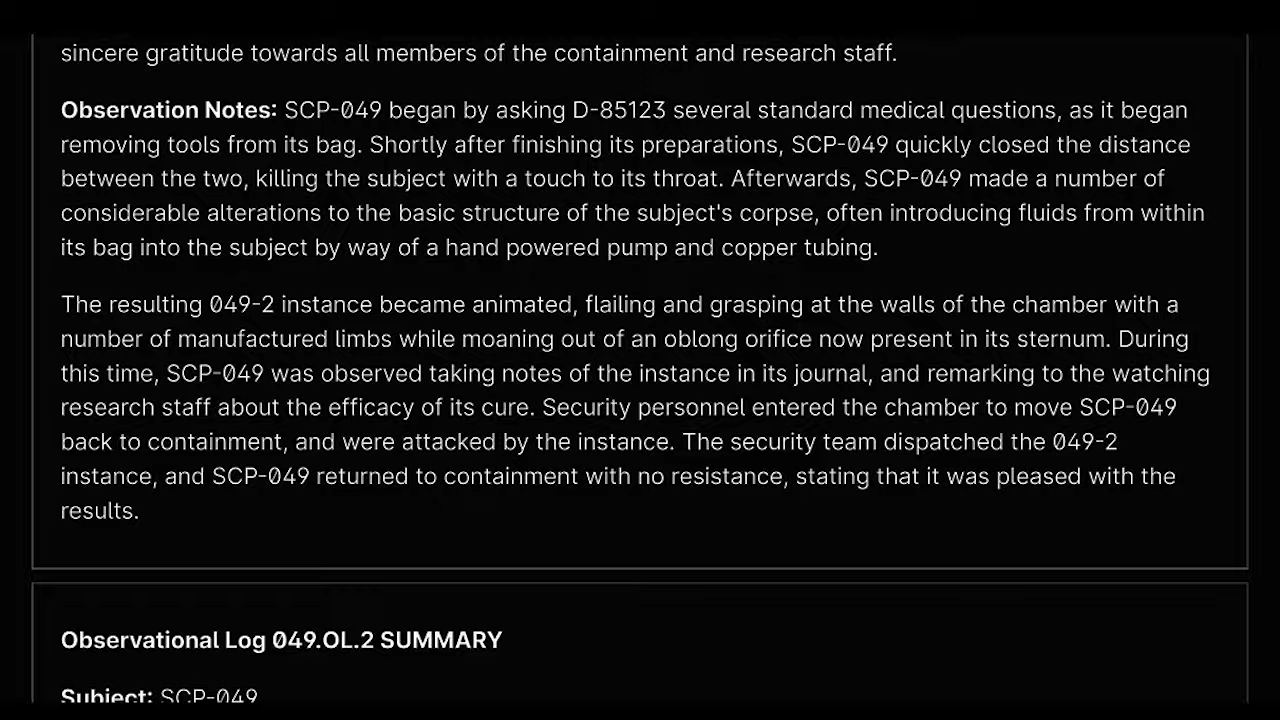 sincere gratitude towards all members of the containment and research staff.
Observation Notes: SCP-049 began by asking D-85123 several standard medical questions, as it began
removing tools from its bag. Shortly after finishing its preparations, SCP-049 quickly closed the distance
between the two, killing the subject with a touch to its throat. Afterwards, SCP-049 made a number of
considerable alterations to the basic structure of the subject's corpse, often introducing fluids from within
its bag into the subject by way of a hand powered pump and copper tubing.
The resulting 049-2 instance became animated, flailing and grasping at the walls of the chamber with a
number of manufactured limbs while moaning out of an oblong orifice now present in its sternum. During
this time, SCP-049 was observed taking notes of the instance in its journal, and remarking to the watching
research staff about the efficacy of its cure. Security personnel entered the chamber to move SCP-049
back to containment, and were attacked by the instance. The security team dispatched the 049-2
instance, and SCP-049 returned to containment with no resistance, stating that it was pleased with the
results.
Observational Log 049.OL.2 SUMMARY
Subject: SCP-049